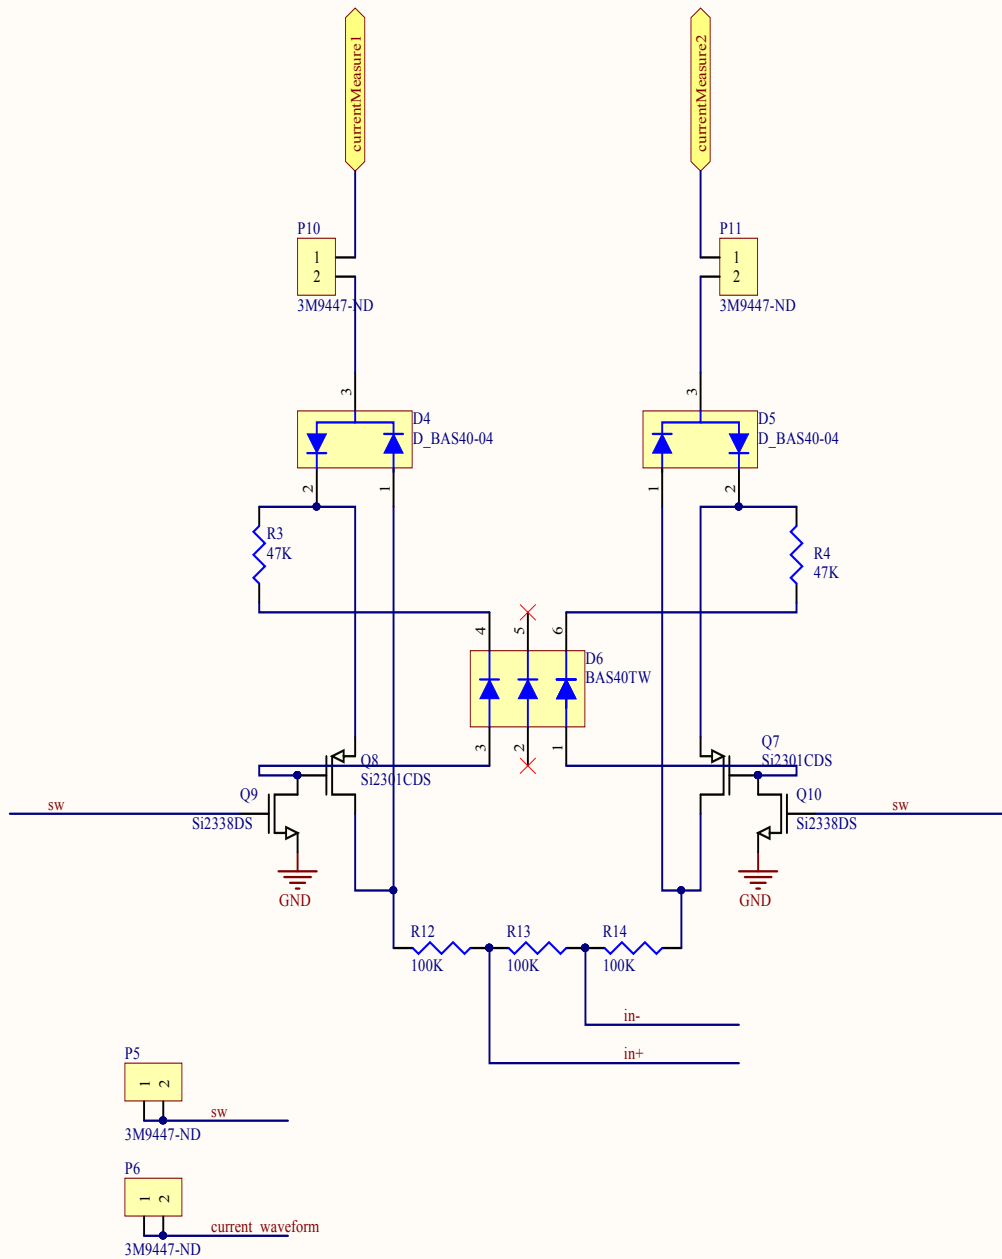 currentMeasure1
currentMeasure2
P10
1
2
3M9447-ND
P11
1
2
3M9447-ND
3
D4
D_BAS40-04
2
1
3
D5
D_BAS40-04
1
2
R3
47K
R4
47K
4
5
6
D6
BAS40TW
3
2
1
Q8
Si2301CDS
Q7
Si2301CDS
sw
Q9
Si2338DS
GND
Q10
Si2338DS
sw
GND
R12
100K
R13
100K
R14
100K
in-
in+
P5
1
2
sw
3M9447-ND
P6
1
2
current_waveform
3M9447-ND